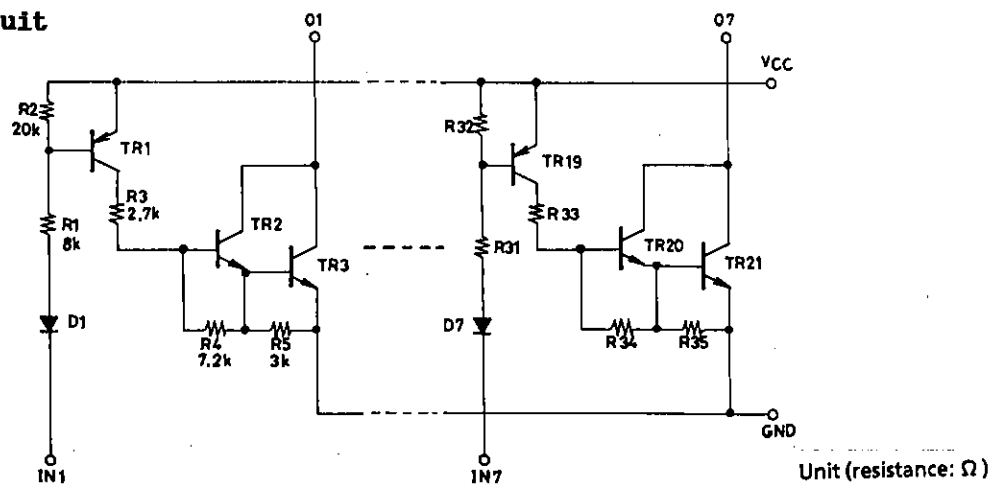 uit
O1
O7
VCC
R2
20k
TR1
R32
TR19
R3
2.7k
R33
R1
8k
TR2
TR3
R31
TR20
TR21
D1
D7
R4
7.2k
R5
3k
R34
R35
GND
IN1
IN7
Unit (resistance: Ω)